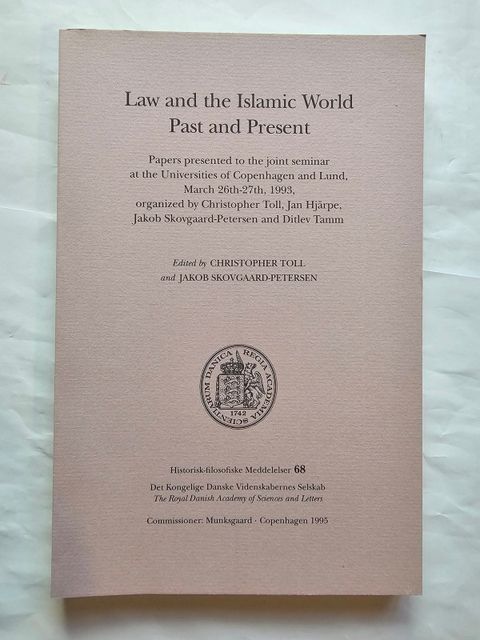 Law and the Islamic World
Past and Present
Papers presented to the joint seminar
at the Universities of Copenhagen and Lund,
March 26th-27th, 1993,
organized by Christopher Toll, Jan Hjärpe,
Jakob Skovgaard-Petersen and Ditlev Tamm
Edited by CHRISTOPHER TOLL
and JAKOB SKOVGAARD-PETERSEN
REGIA ACADEMIA SCIENTIARUM DANICA
1742
Historisk-filosofiske Meddelelser 68
Det Kongelige Danske Videnskabernes Selskab
The Royal Danish Academy of Sciences and Letters
Commissioner: Munksgaard · Copenhagen 1995